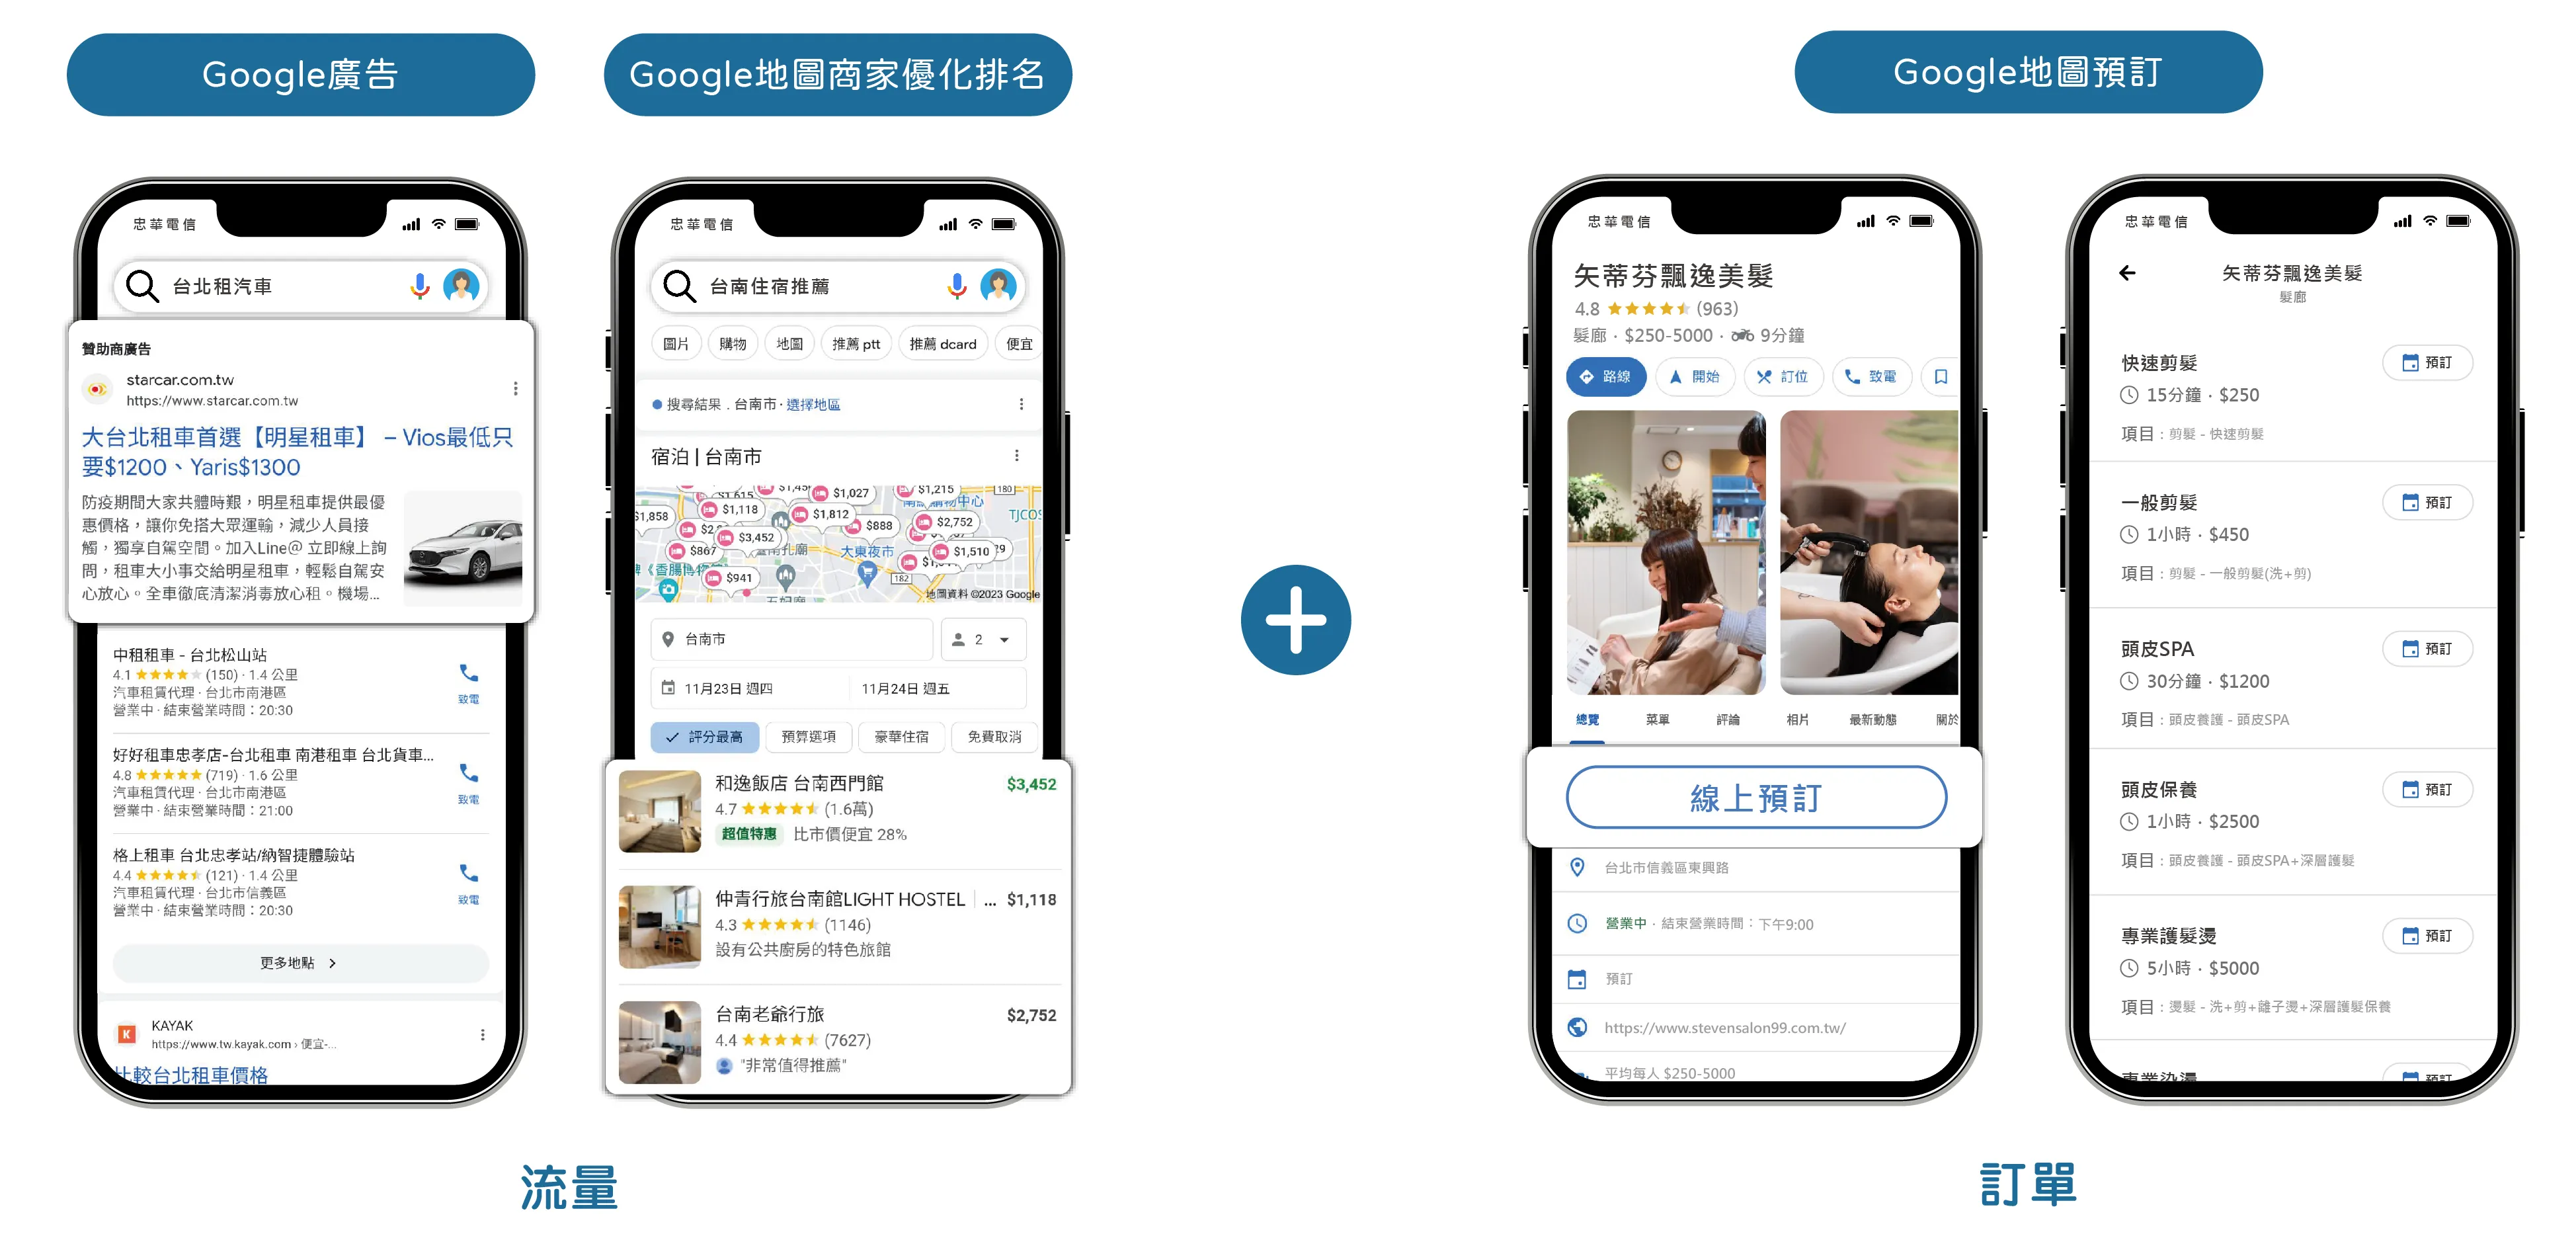 Google廣告
Google地圖商家優化排名
Google地圖預訂
忠華電信
台北租汽車
贊助商廣告
starcar.com.tw
https://www.starcar.com.tw
大台北租車首選【明星租車】 – Vios最低只
要$1200、Yaris$1300
防疫期間大家共體時艱，明星租車提供最優
惠價格，讓你免搭大眾運輸，減少人員接
觸，獨享自駕空間。加入Line@ 立即線上詢
問，租車大小事交給明星租車，輕鬆自駕安
心放心。全車徹底清潔消毒放心租。機場...
中租租車 - 台北松山站
4.1 (150) · 1.4 公里
汽車租賃代理 · 台北市南港區
營業中 · 結束營業時間：20:30
致電
好好租車忠孝店-台北租車 南港租車 台北貨車...
4.8 (719) · 1.6 公里
汽車租賃代理 · 台北市南港區
營業中 · 結束營業時間：21:00
致電
格上租車 台北忠孝站/納智捷體驗站
4.4 (121) · 1.4 公里
汽車租賃代理 · 台北市信義區
營業中 · 結束營業時間：20:30
致電
更多地點
K
KAYAK
https://www.tw.kayak.com › 便宜-...
比較台北租車價格
忠華電信
台南住宿推薦
圖片 購物 地圖 推薦 ptt 推薦 dcard 便宜
搜尋結果 . 台南市 · 選擇地區
宿泊 | 台南市
$1,615 $1,027 $1,215 180
$1,858 $1,118 $1,812 $888 $2,752 TJCOS
$3,452 $867 大東夜市 $1,510
$941 182
地圖資料 ©2023 Google
台南市 2
11月23日 週四 11月24日 週五
評分最高 預算選項 豪華住宿 免費取消
和逸飯店 台南西門館 $3,452
4.7 (1.6萬)
超值特惠 比市價便宜 28%
仲青行旅台南館LIGHT HOSTEL | ... $1,118
4.3 (1146)
設有公共廚房的特色旅館
台南老爺行旅 $2,752
4.4 (7627)
"非常值得推薦"
流量
忠華電信
矢蒂芬飄逸美髮
4.8 (963)
髮廊 · $250-5000 · 9分鐘
路線 開始 訂位 致電
總覽 菜單 評論 相片 最新動態 關於
線上預訂
台北市信義區東興路
營業中 · 結束營業時間：下午9:00
預訂
https://www.stevensalon99.com.tw/
平均每人 $250-5000
忠華電信
矢蒂芬飄逸美髮
髮廊
快速剪髮 預訂
15分鐘 · $250
項目 : 剪髮 - 快速剪髮
一般剪髮 預訂
1小時 · $450
項目 : 剪髮 - 一般剪髮(洗+剪)
頭皮SPA 預訂
30分鐘 · $1200
項目 : 頭皮養護 - 頭皮SPA
頭皮保養 預訂
1小時 · $2500
項目 : 頭皮養護 - 頭皮SPA+深層護髮
專業護髮燙 預訂
5小時 · $5000
項目 : 燙髮 - 洗+剪+離子燙+深層護髮保養
專業染燙 預訂
訂單